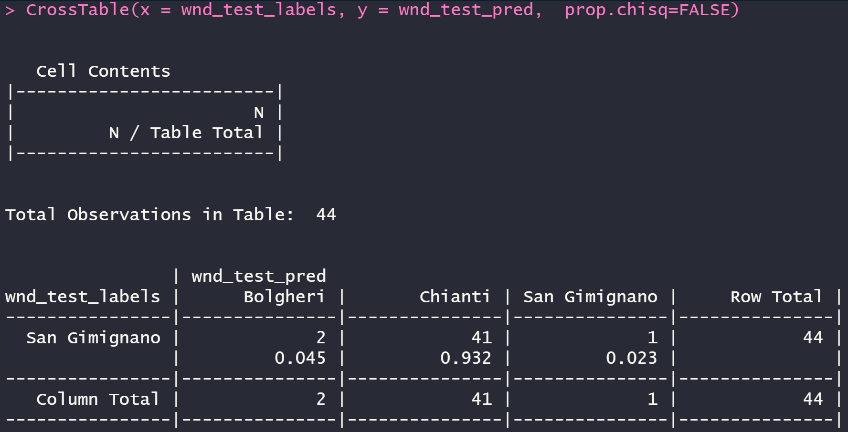 > CrossTable(x = wnd_test_labels, y = wnd_test_pred,  prop.chisq=FALSE)
   Cell Contents
|-------------------------|
|                       N |
|         N / Table Total |
|-------------------------|
Total Observations in Table:  44
                | wnd_test_pred
wnd_test_labels |      Bolgheri |       Chianti | San Gimignano |     Row Total |
----------------|---------------|---------------|---------------|---------------|
  San Gimignano |             2 |            41 |             1 |            44 |
                |         0.045 |         0.932 |         0.023 |               |
----------------|---------------|---------------|---------------|---------------|
   Column Total |             2 |            41 |             1 |            44 |
----------------|---------------|---------------|---------------|---------------|